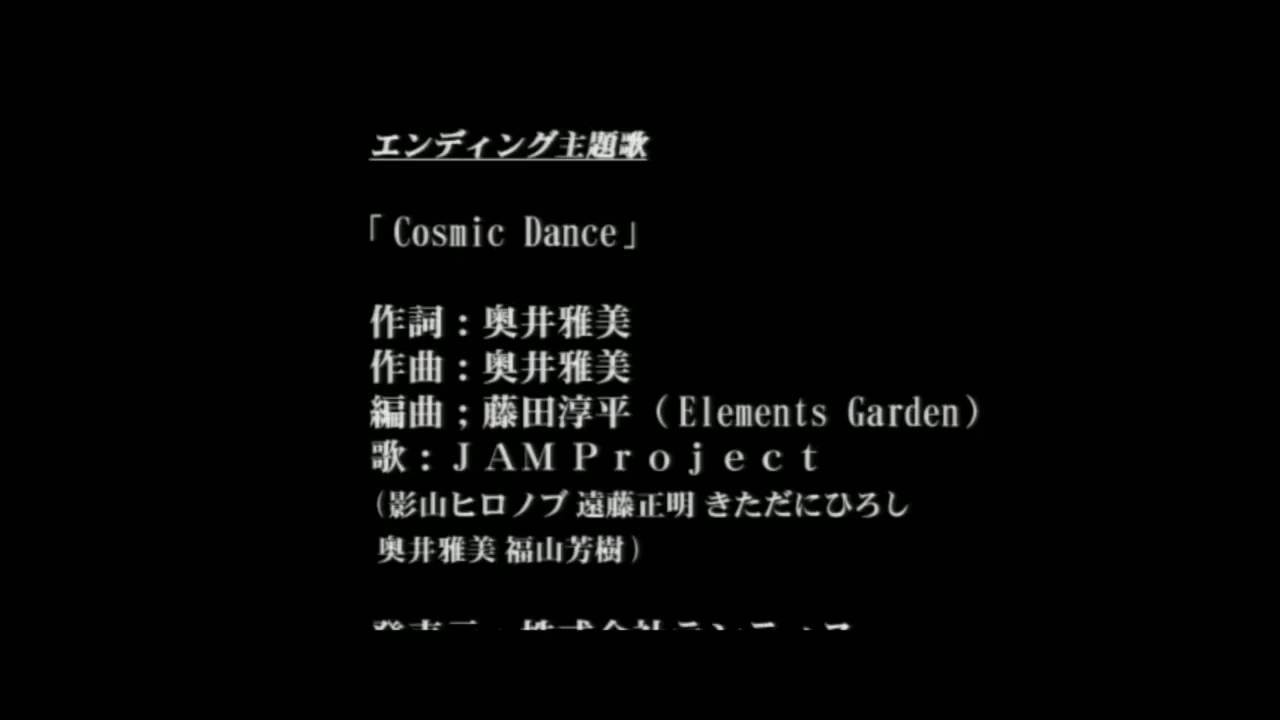 エンディング主題歌
「Cosmic Dance」
作詞：奥井雅美
作曲：奥井雅美
編曲；藤田淳平（Elements Garden）
歌：ＪＡＭＰｒｏｊｅｃｔ
（影山ヒロノブ 遠藤正明 きただにひろし
奥井雅美 福山芳樹）